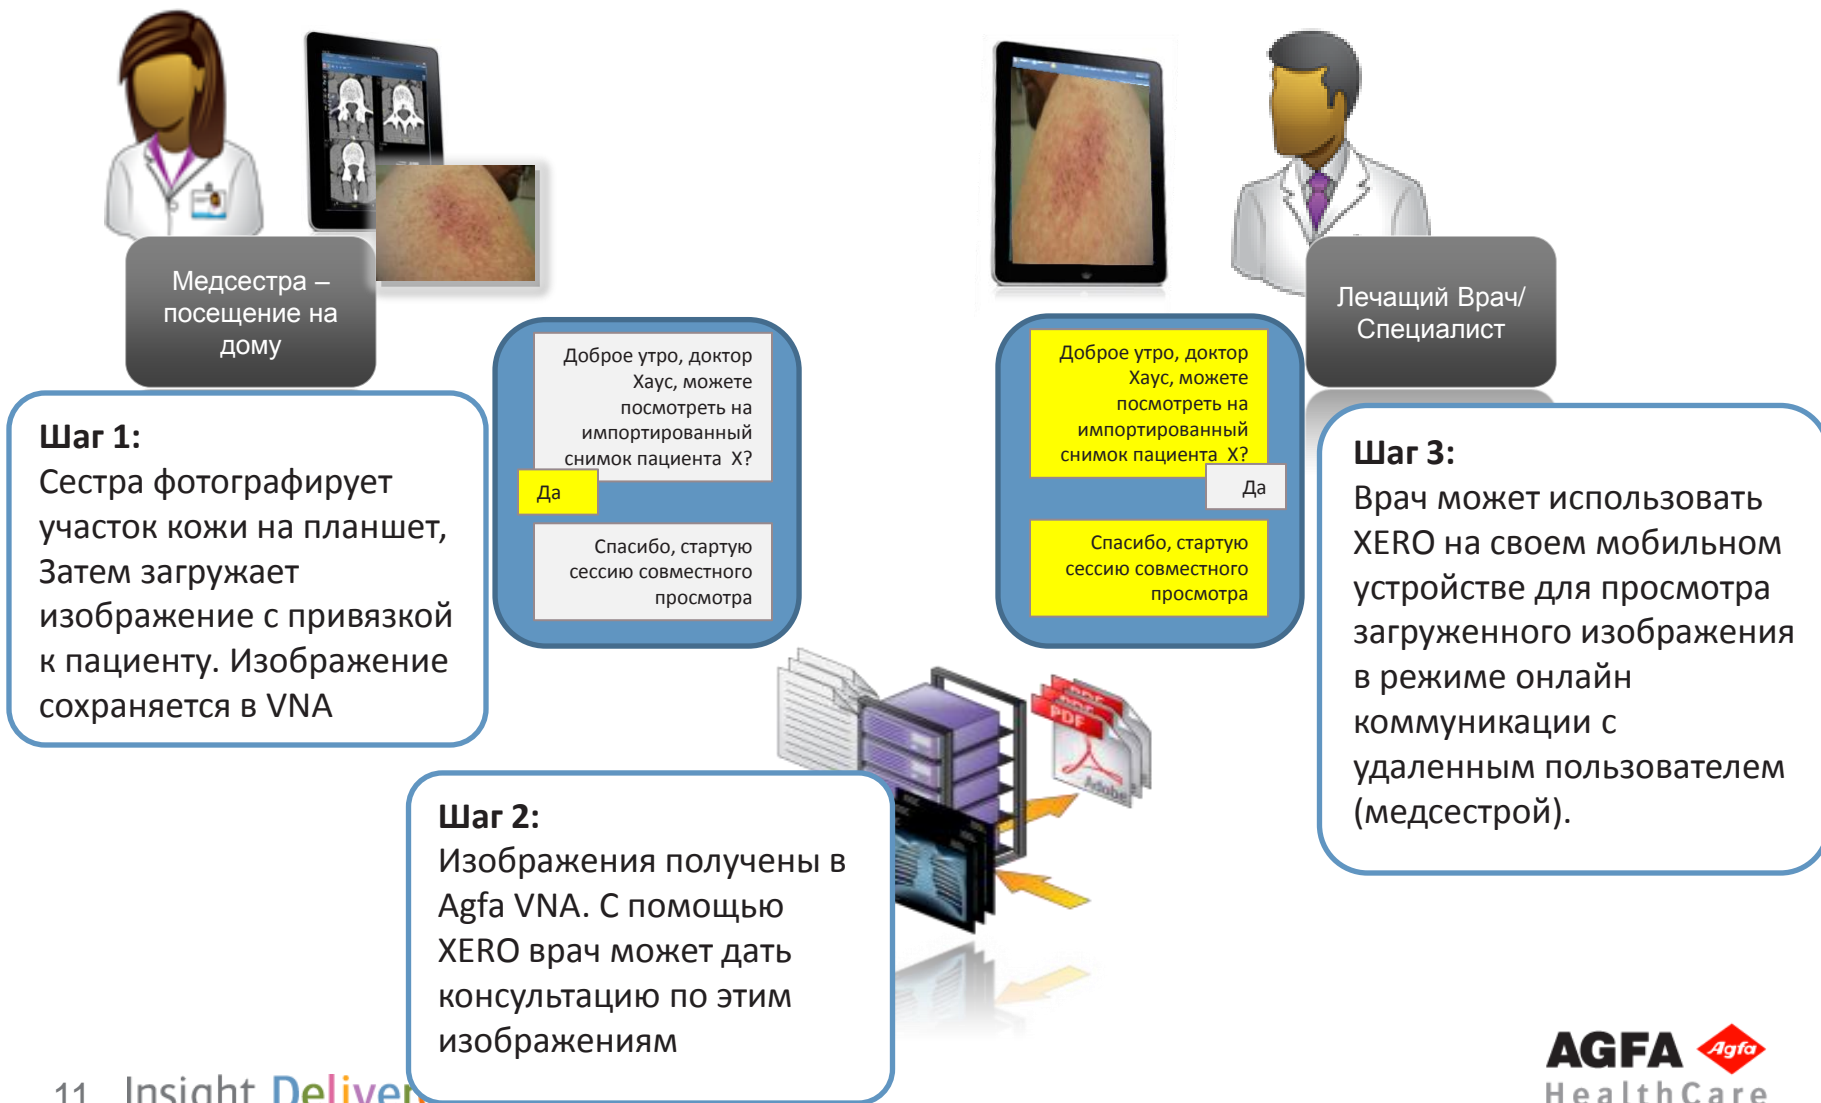 Медсестра –
посещение на
дому
Лечащий Врач/
Специалист
Доброе утро, доктор
Хаус, можете
посмотреть на
импортированный
снимок пациента Х?
Да
Спасибо, стартую
сессию совместного
просмотра
Доброе утро, доктор
Хаус, можете
посмотреть на
импортированный
снимок пациента Х?
Да
Спасибо, стартую
сессию совместного
просмотра
Шаг 1:
Сестра фотографирует
участок кожи на планшет,
Затем загружает
изображение с привязкой
к пациенту. Изображение
сохраняется в VNA
Шаг 2:
Изображения получены в
Agfa VNA. С помощью
XERO врач может дать
консультацию по этим
изображениям
Шаг 3:
Врач может использовать
XERO на своем мобильном
устройстве для просмотра
загруженного изображения
в режиме онлайн
коммуникации с
удаленным пользователем
(медсестрой).
PDF
Adobe
11 Insight
AGFA
Agfa
HealthCare